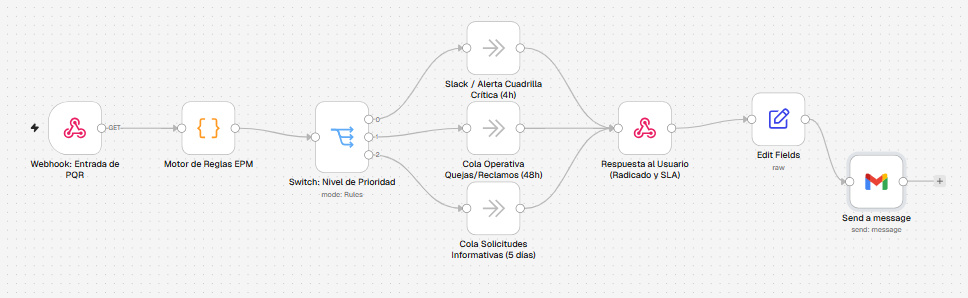 Slack / Alerta Cuadrilla
Crítica (4h)
GET
Webhook: Entrada de
PQR
Motor de Reglas EPM
0
1
2
Switch: Nivel de Prioridad
mode: Rules
Cola Operativa
Quejas/Reclamos (48h)
Cola Solicitudes
Informativas (5 días)
Respuesta al Usuario
(Radicado y SLA)
Edit Fields
raw
Send a message
send: message